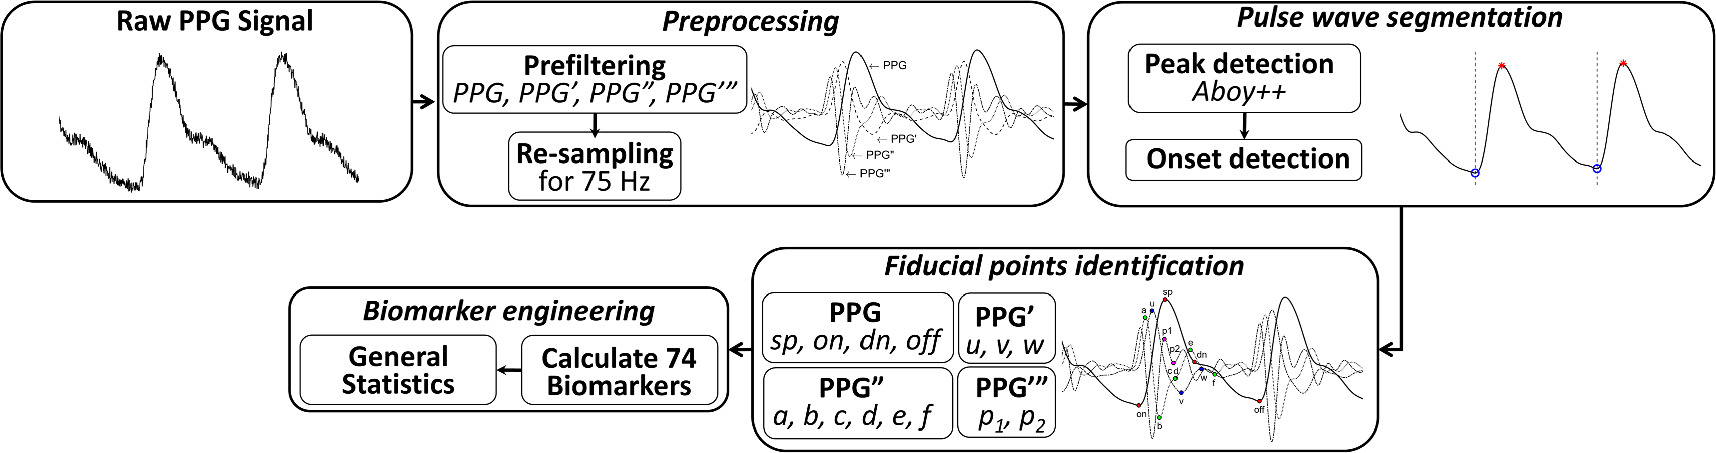 Raw PPG Signal
Preprocessing
Prefiltering
PPG, PPG’, PPG”, PPG’”
Re-sampling
for 75 Hz
← PPG
← PPG'
← PPG"
← PPG'"
Pulse wave segmentation
Peak detection
Aboy++
Onset detection
Fiducial points identification
PPG
sp, on, dn, off
PPG’
u, v, w
PPG”
a, b, c, d, e, f
PPG’”
p1, p2
sp
u
a
p1
e
p2
dn
c d
w
f
v
on
off
b
Biomarker engineering
General
Statistics
Calculate 74
Biomarkers